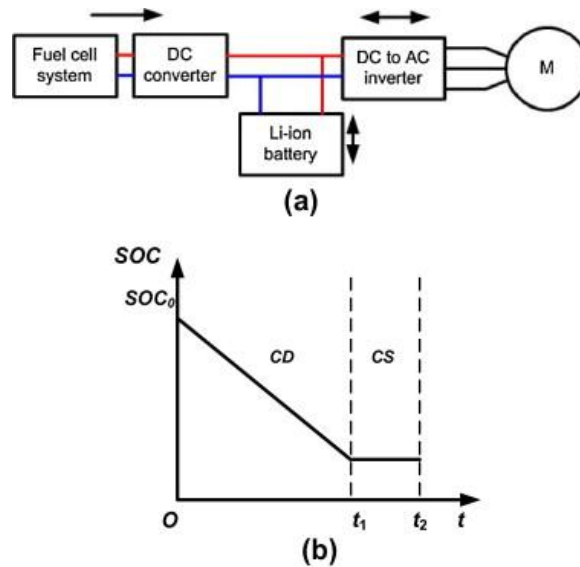 Fuel cell system
DC converter
DC to AC inverter
M
Li-ion battery
(a)
SOC
SOC₀
CD
CS
O
t₁
t₂
t
(b)